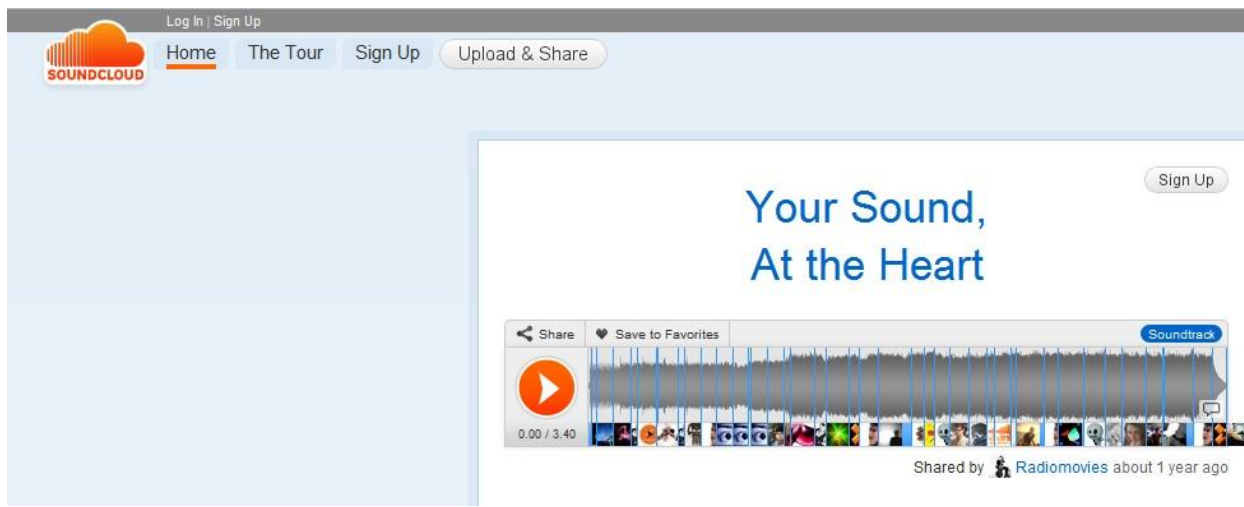 Log In | Sign Up
SOUNDCLOUD
Home The Tour Sign Up Upload & Share
Sign Up
Your Sound,
At the Heart
Share Save to Favorites Soundtrack
0.00 / 3.40
Shared by Radiomovies about 1 year ago